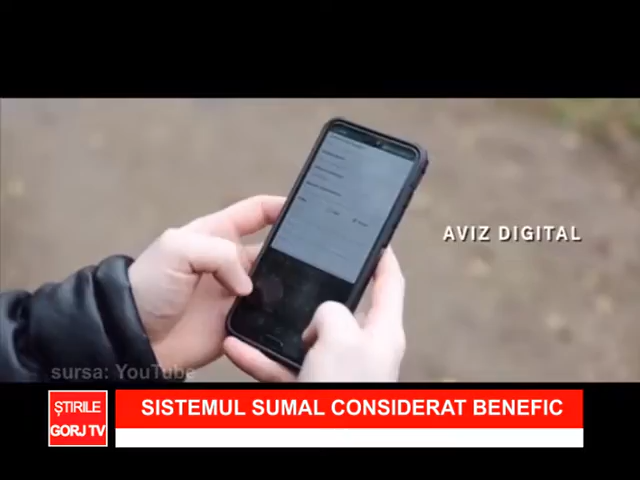 AVIZ DIGITAL
sursa: YouTube
ȘTIRILE
GORJ TV
SISTEMUL SUMAL CONSIDERAT BENEFIC